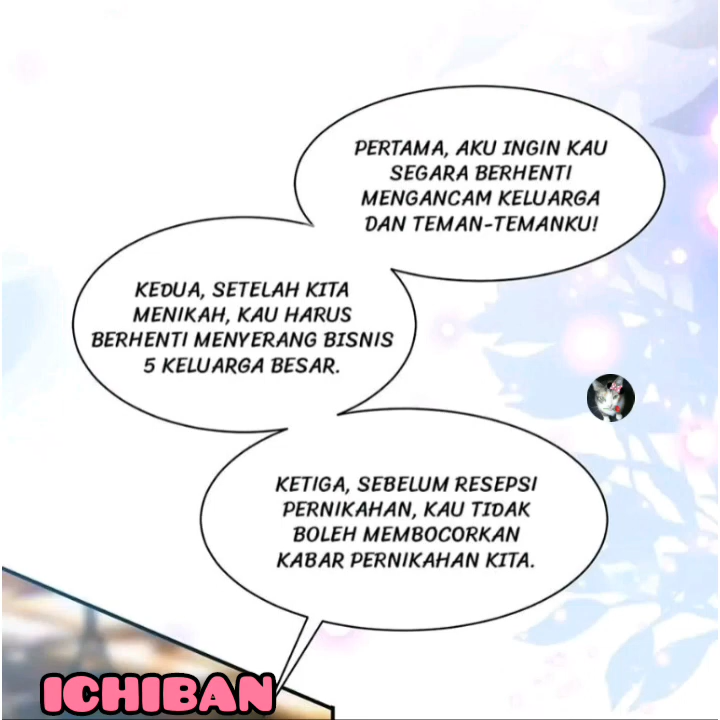 PERTAMA, AKU INGIN KAU
SEGARA BERHENTI
MENGANCAM KELUARGA
DAN TEMAN-TEMANKU!
KEDUA, SETELAH KITA
MENIKAH, KAU HARUS
BERHENTI MENYERANG BISNIS
5 KELUARGA BESAR.
KETIGA, SEBELUM RESEPSI
PERNIKAHAN, KAU TIDAK
BOLEH MEMBOCORKAN
KABAR PERNIKAHAN KITA.
ICHIBAN